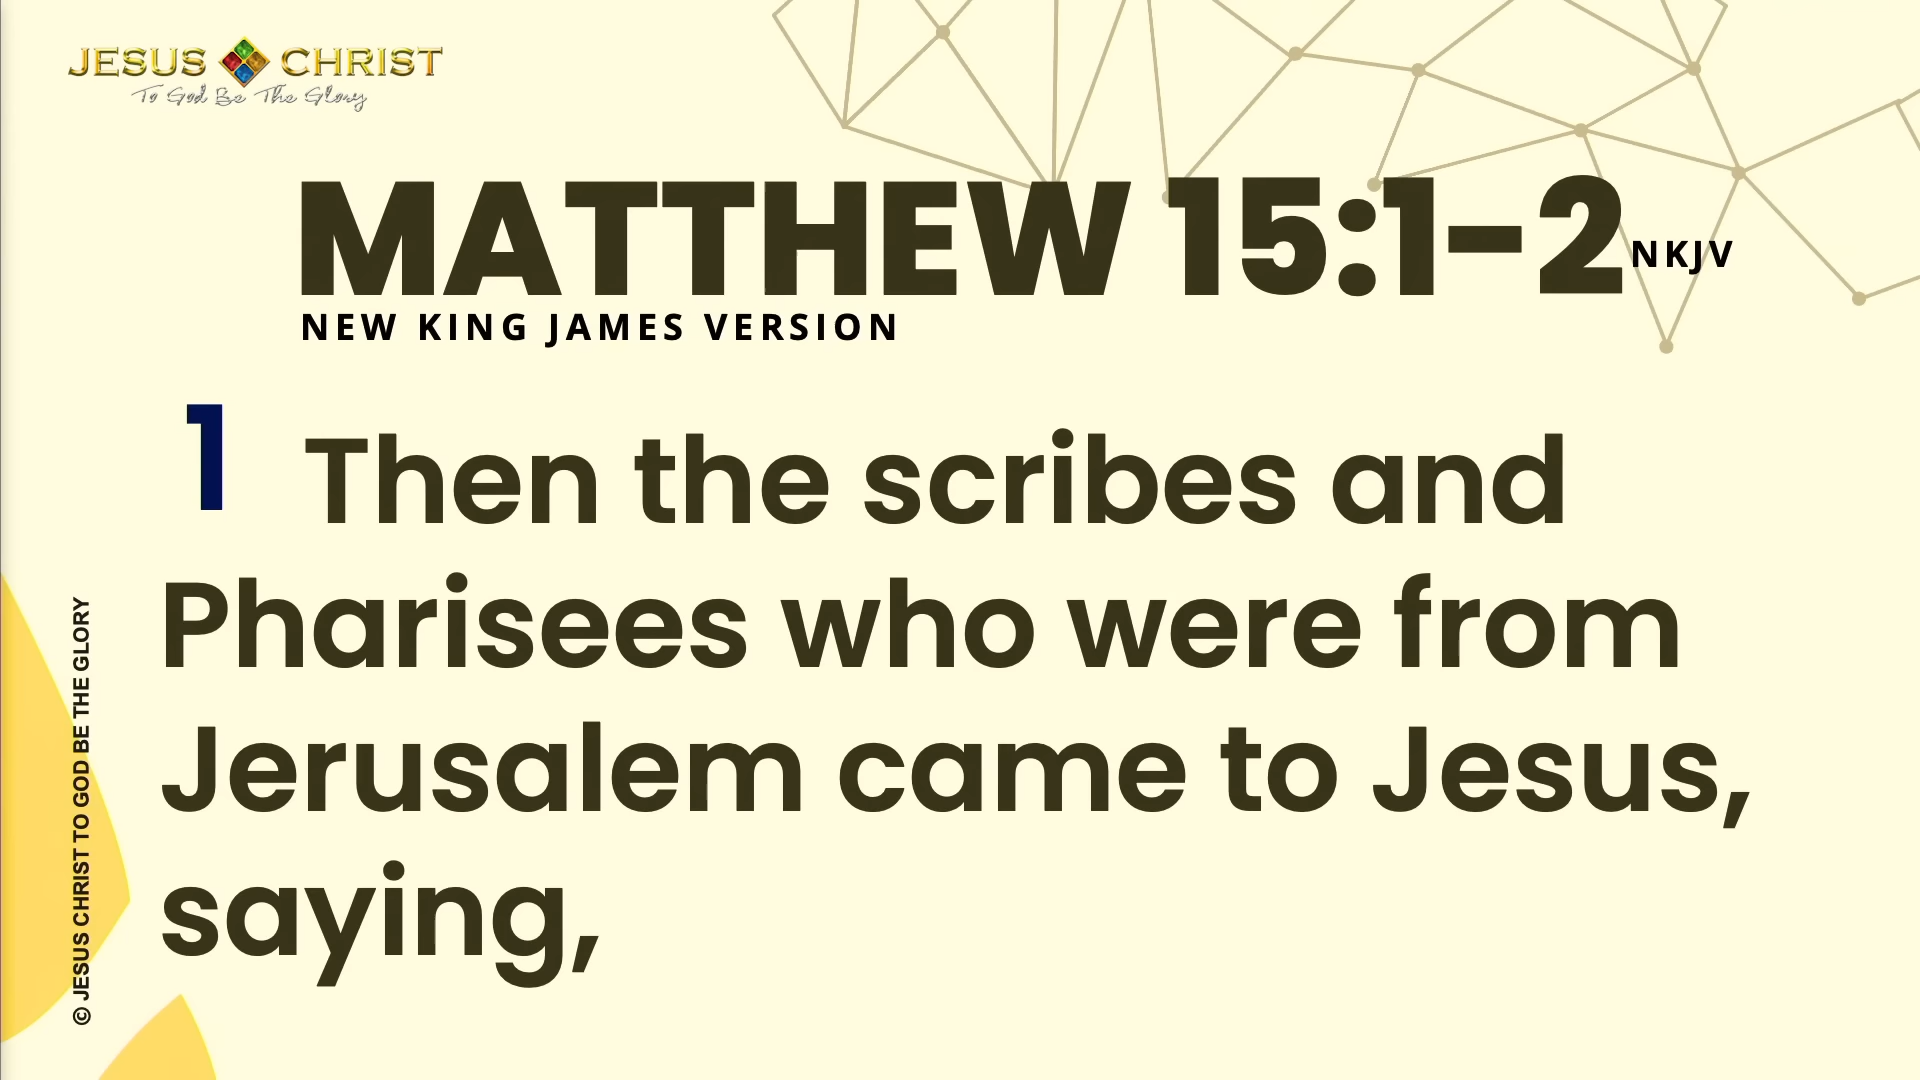 JESUS CHRIST
To God Be The Glory
MATTHEW 15:1-2 NKJV
NEW KING JAMES VERSION
1 Then the scribes and
Pharisees who were from
Jerusalem came to Jesus,
saying,
© JESUS CHRIST TO GOD BE THE GLORY